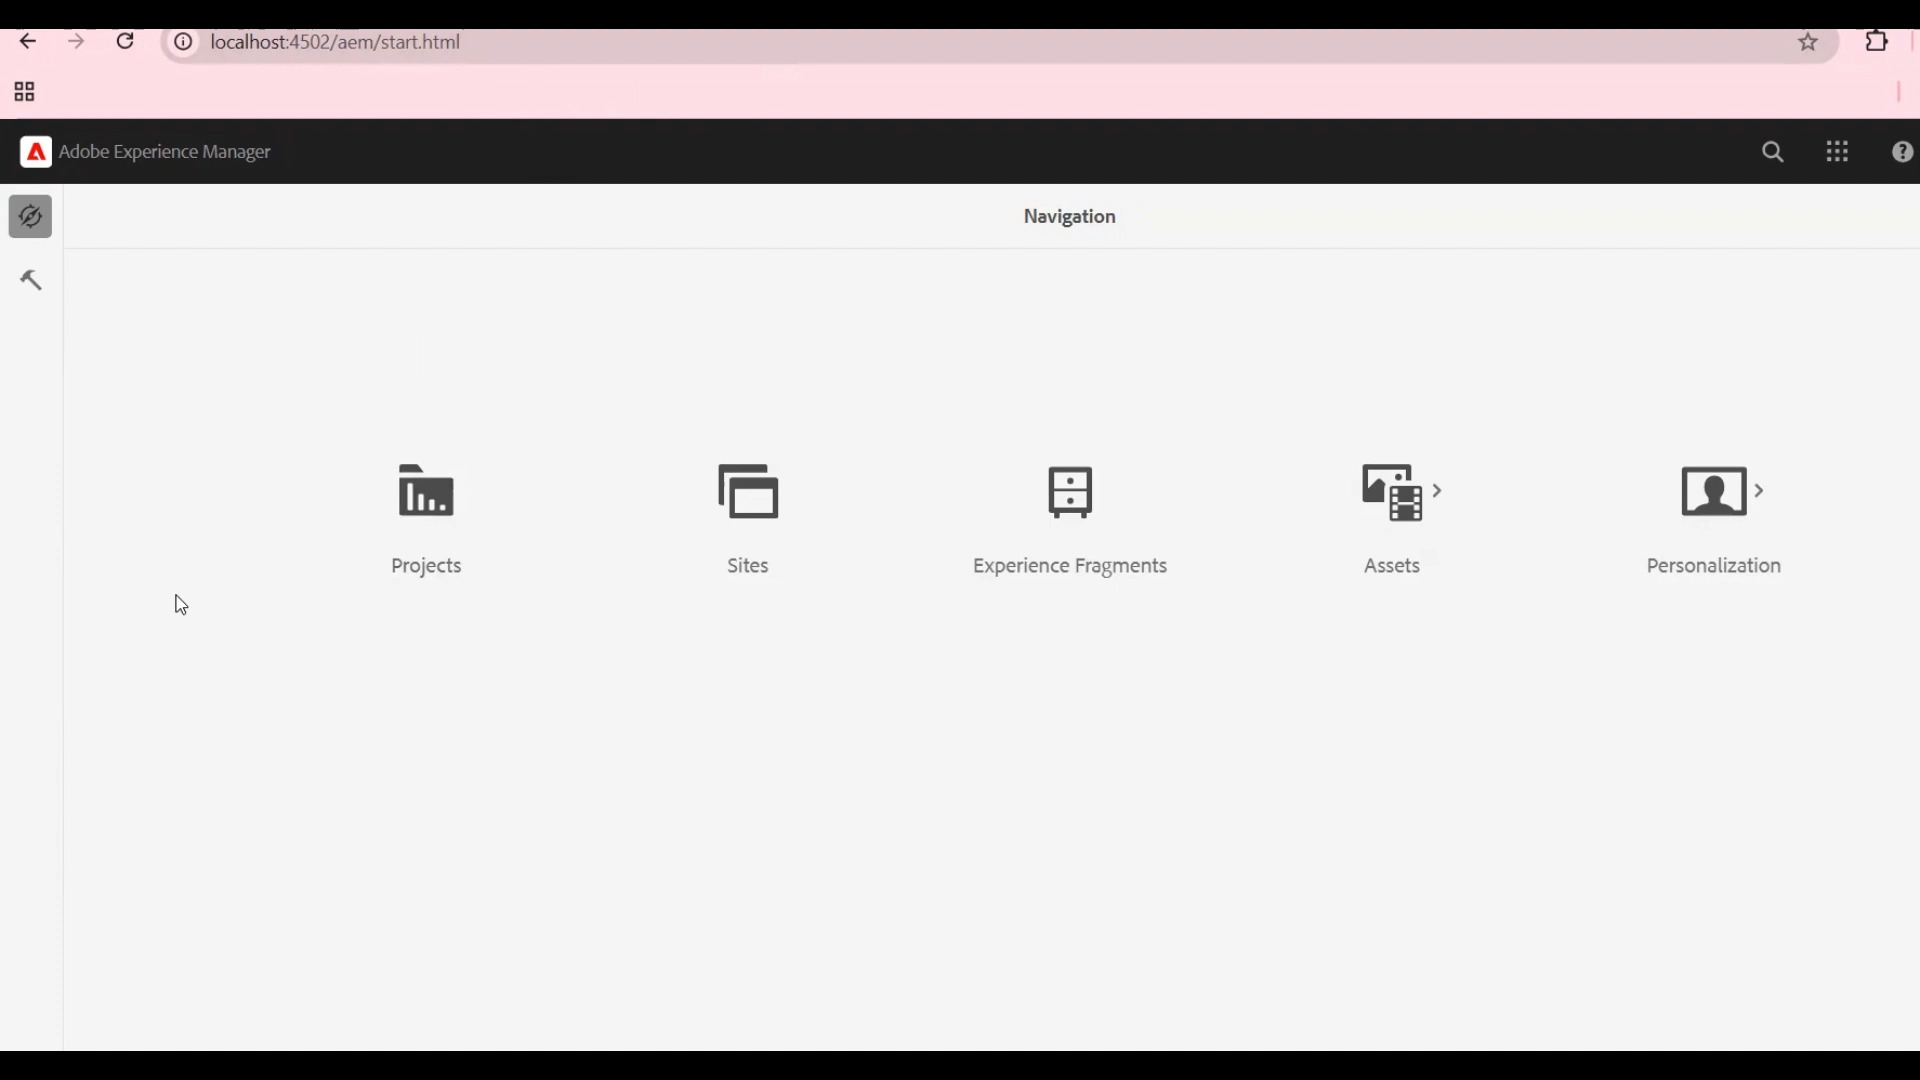 localhost:4502/aem/start.html
Adobe Experience Manager
Navigation
Projects
Sites
Experience Fragments
Assets
Personalization